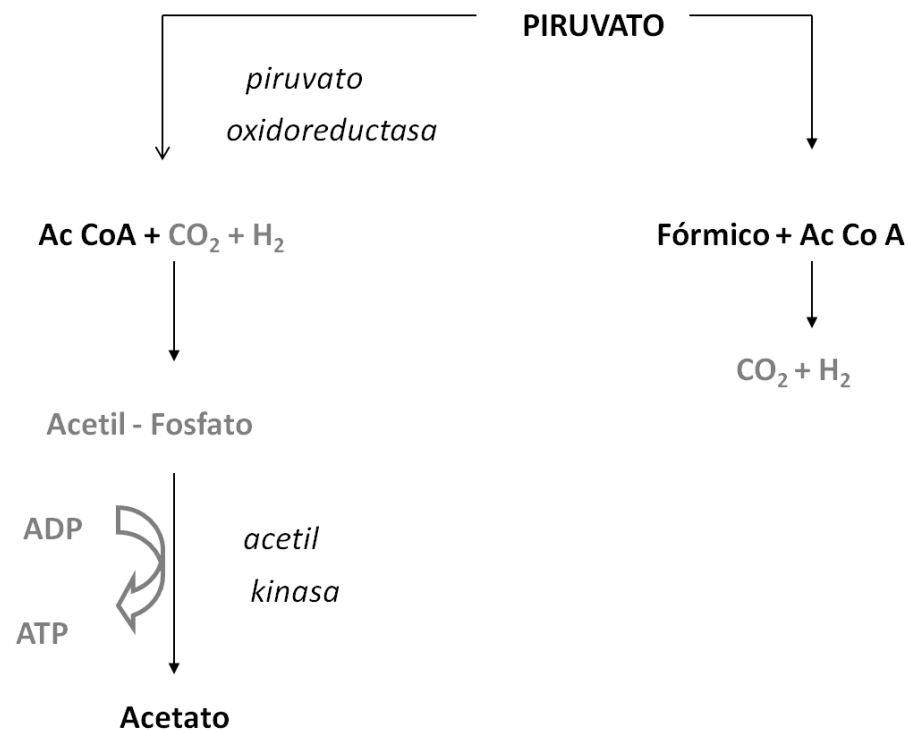 PIRUVATO
piruvato
oxidoreductasa
Ac CoA + CO₂ + H₂
Fórmico + Ac Co A
CO₂ + H₂
Acetil - Fosfato
ADP
acetil
kinasa
ATP
Acetato